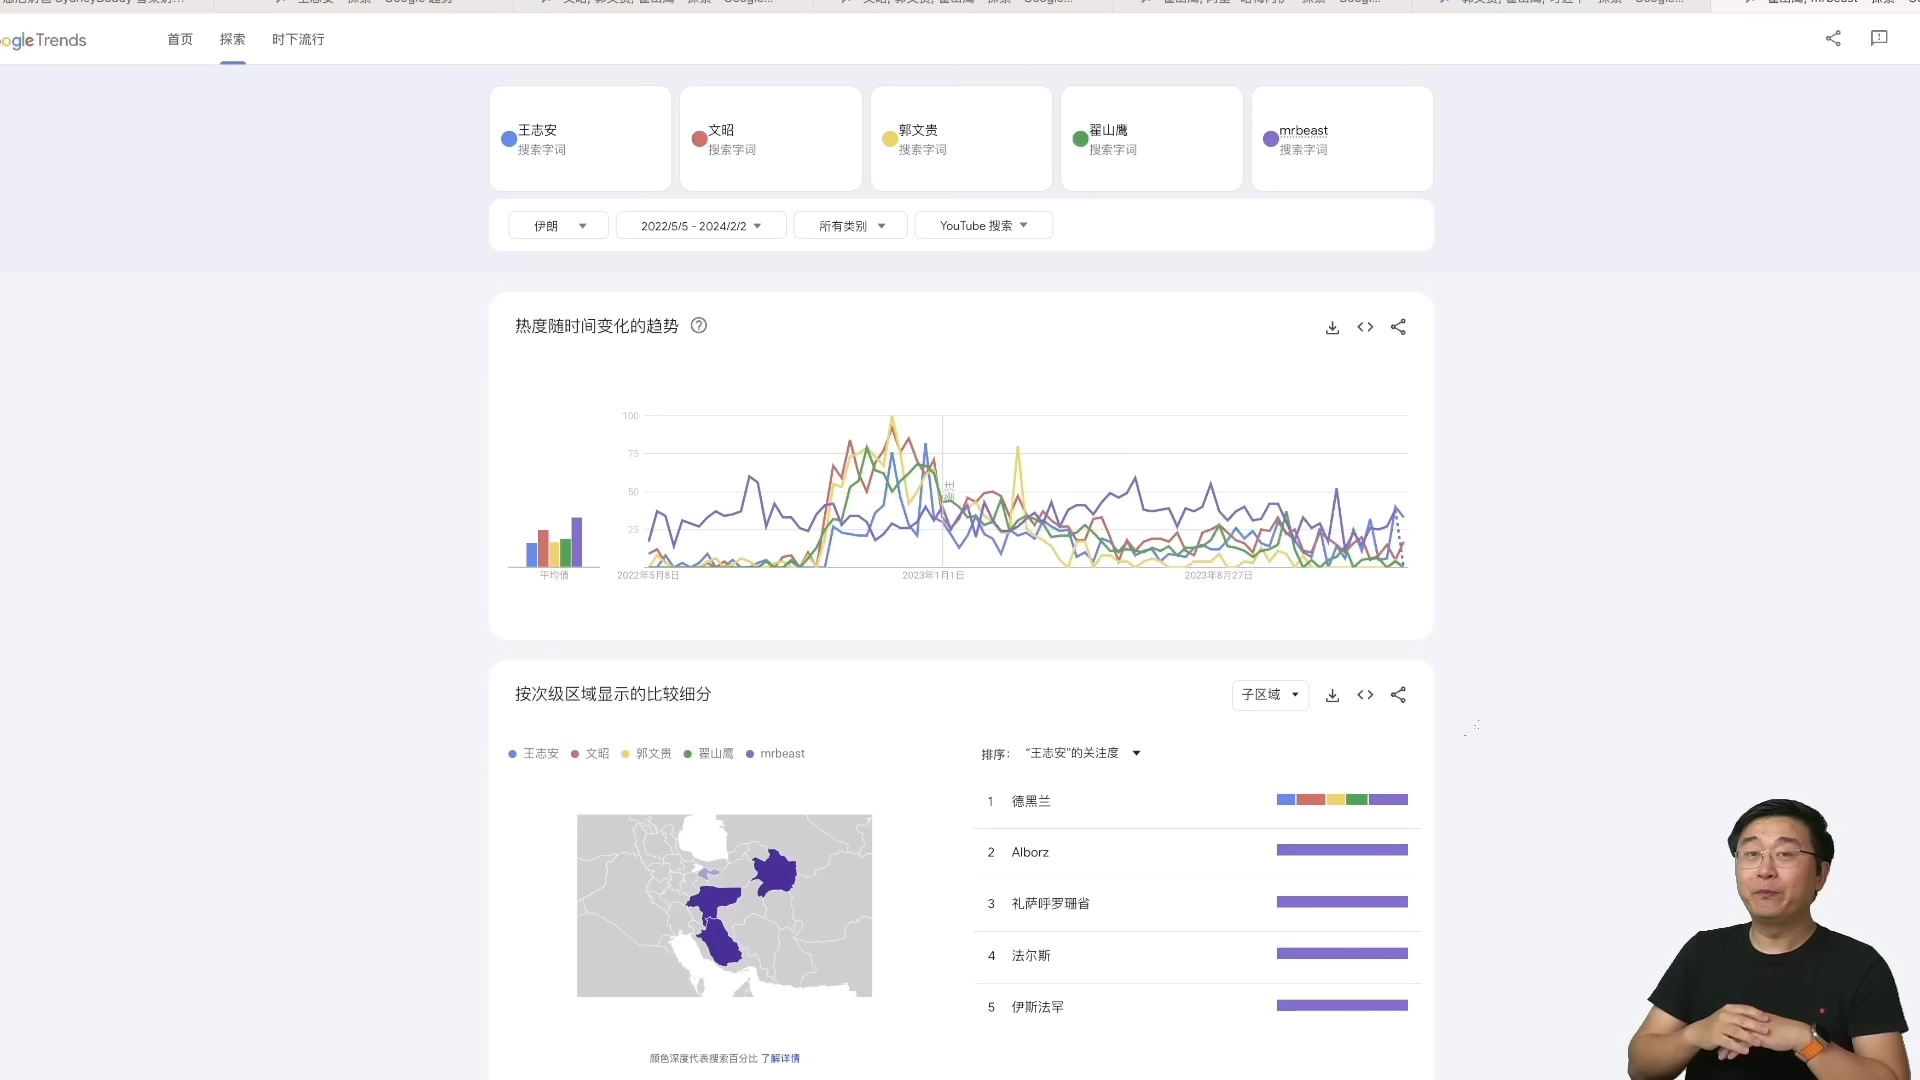 ogle Trends
首页
探索
时下流行
王志安
搜索字词
文昭
搜索字词
郭文贵
搜索字词
翟山鹰
搜索字词
mrbeast
搜索字词
伊朗
2022/5/5 - 2024/2/2
所有类别
YouTube 搜索
热度随时间变化的趋势
100
75
50
25
平均值
2022年5月8日
2023年1月1日
2023年8月27日
按次级区域显示的比较细分
子区域
王志安 文昭 郭文贵 翟山鹰 mrbeast
排序： “王志安”的关注度
1 德黑兰
2 Alborz
3 礼萨呼罗珊省
4 法尔斯
5 伊斯法罕
颜色深度代表搜索百分比 了解详情